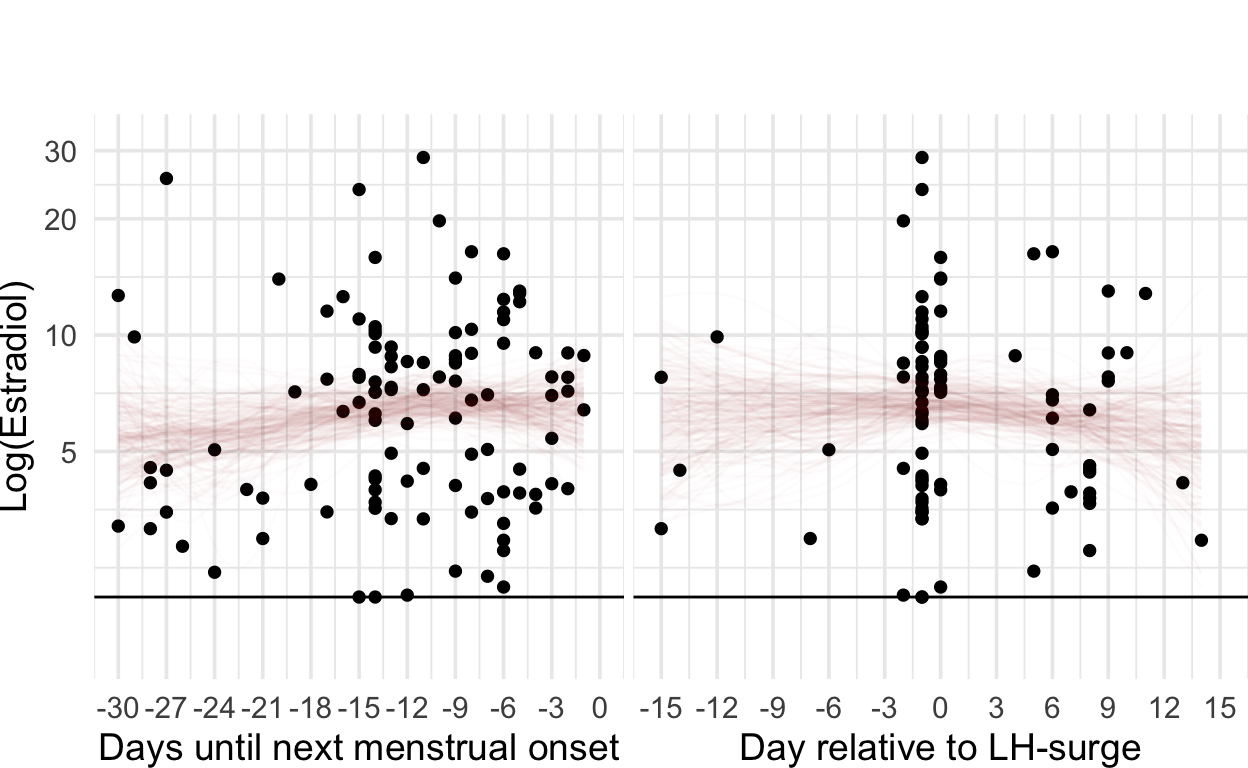 Log(Estradiol)
30
20
10
5
-30 -27 -24 -21 -18 -15 -12 -9 -6 -3 0
Days until next menstrual onset
-15 -12 -9 -6 -3 0 3 6 9 12 15
Day relative to LH-surge